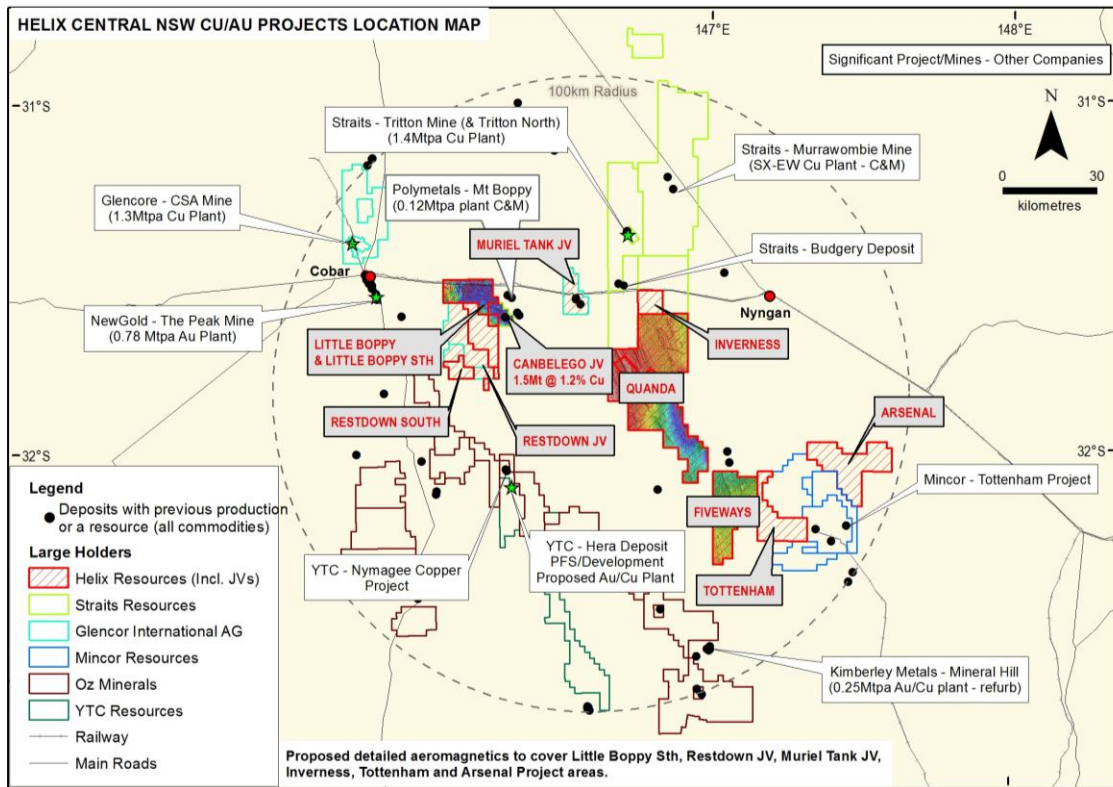 HELIX CENTRAL NSW CU/AU PROJECTS LOCATION MAP
147°E
148°E
Significant Project/Mines - Other Companies
31°S
31°S
100km Radius
N
0
30
kilometres
Straits - Tritton Mine (& Tritton North)
(1.4Mtpa Cu Plant)
Straits - Murrawombie Mine
(SX-EW Cu Plant - C&M)
Glencore - CSA Mine
(1.3Mtpa Cu Plant)
Polymetals - Mt Boppy
(0.12Mtpa plant C&M)
MURIEL TANK JV
Straits - Budgery Deposit
Cobar
Nyngan
NewGold - The Peak Mine
(0.78 Mtpa Au Plant)
LITTLE BOPPY
& LITTLE BOPPY STH
CANBELEGO JV
1.5Mt @ 1.2% Cu
INVERNESS
QUANDA
ARSENAL
RESTDOWN SOUTH
RESTDOWN JV
32°S
32°S
Mincor - Tottenham Project
FIVEWAYS
YTC - Nymagee Copper
Project
YTC - Hera Deposit
PFS/Development
Proposed Au/Cu Plant
TOTTENHAM
Kimberley Metals - Mineral Hill
(0.25Mtpa Au/Cu plant - refurb)
Legend
Deposits with previous production
or a resource (all commodities)
Large Holders
Helix Resources (Incl. JVs)
Straits Resources
Glencor International AG
Mincor Resources
Oz Minerals
YTC Resources
Railway
Main Roads
Proposed detailed aeromagnetics to cover Little Boppy Sth, Restdown JV, Muriel Tank JV,
Inverness, Tottenham and Arsenal Project areas.
147°E
148°E